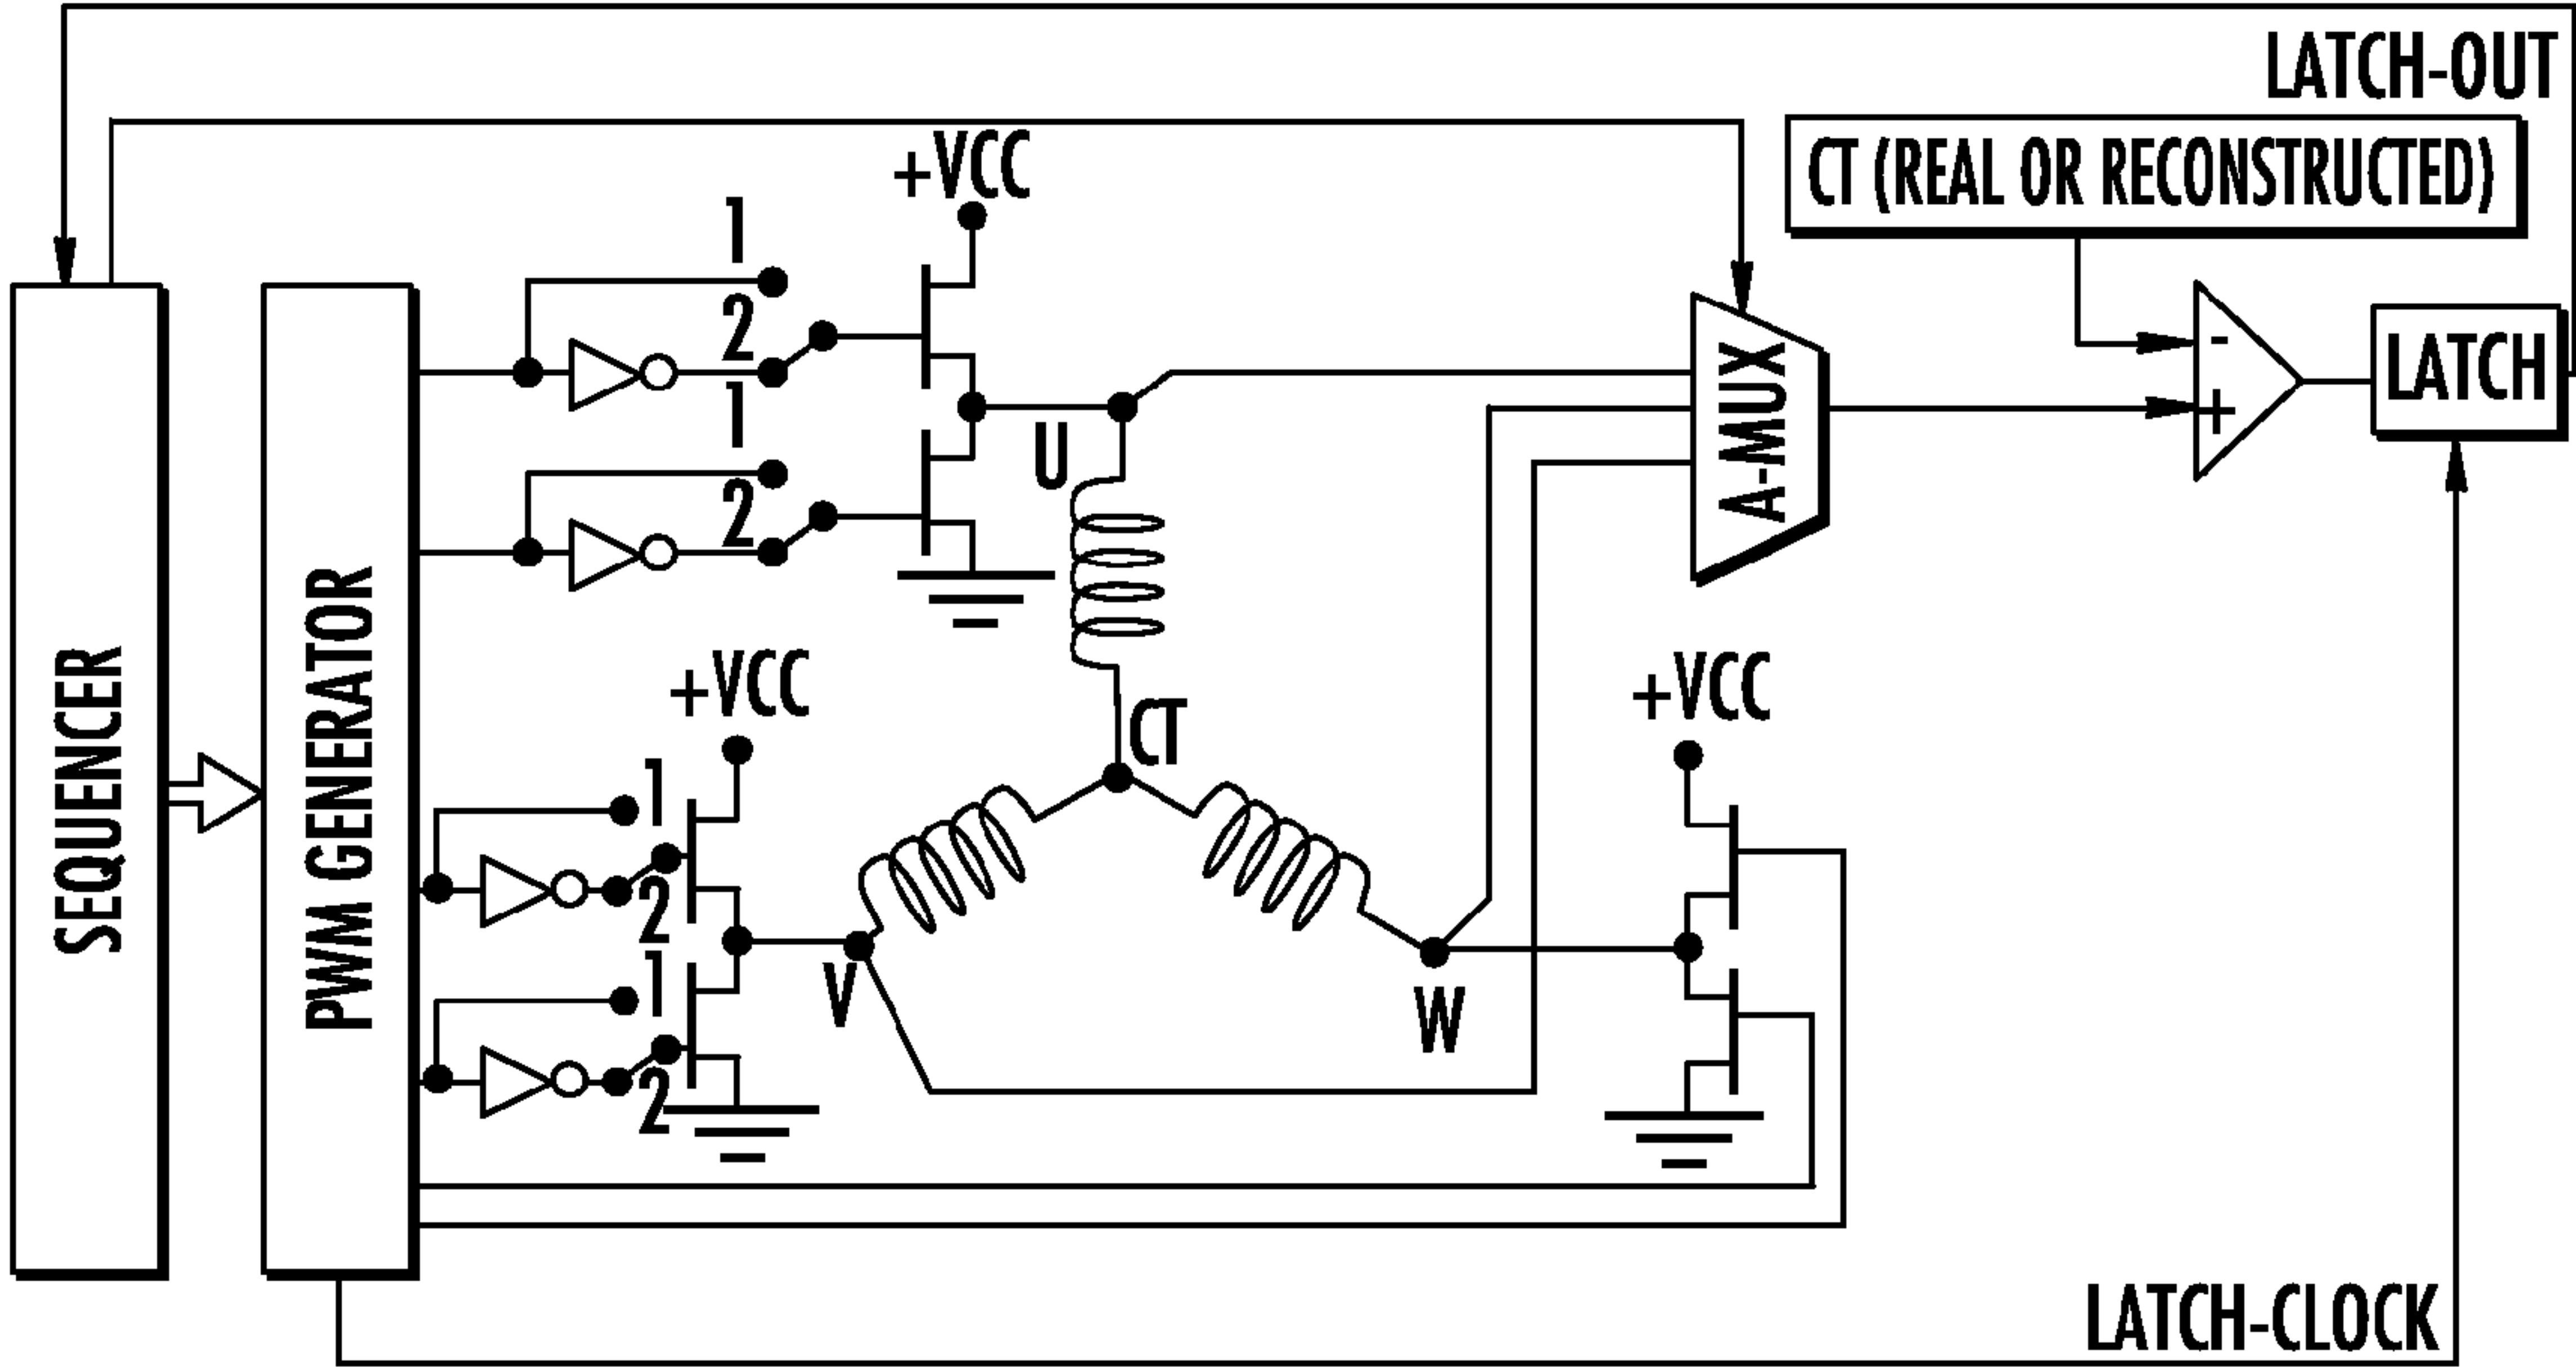 LATCH-OUT
CT (REAL OR RECONSTRUCTED)
+VCC
1
2
1
2
U
A-MUX
-
+
LATCH
SEQUENCER
PWM GENERATOR
+VCC
CT
+VCC
1
2
1
2
V
W
LATCH-CLOCK